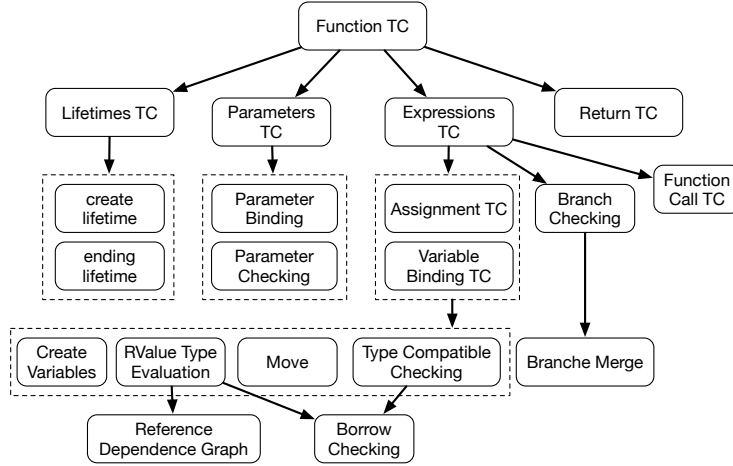 Function TC
Lifetimes TC
Parameters
TC
Expressions
TC
Return TC
create
lifetime
ending
lifetime
Parameter
Binding
Parameter
Checking
Assignment TC
Variable
Binding TC
Branch
Checking
Function
Call TC
Create
Variables
RValue Type
Evaluation
Move
Type Compatible
Checking
Branche Merge
Reference
Dependence Graph
Borrow
Checking